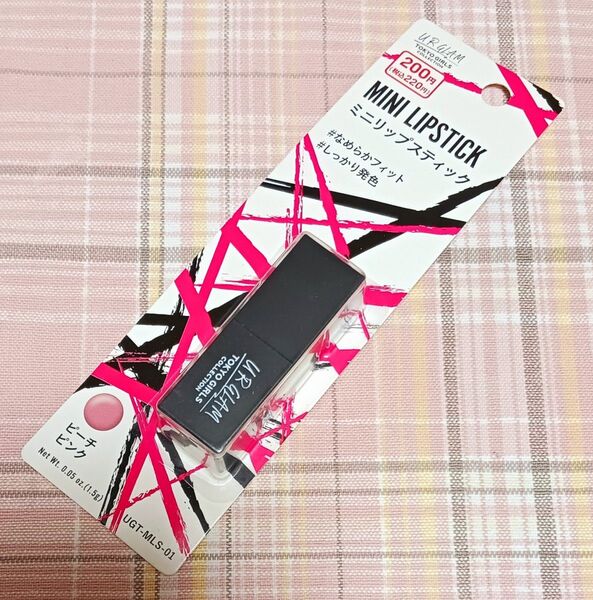 U R GLAM
TOKYO GIRLS
COLLECTION
200円
(税込220円)
MINI LIPSTICK
ミニリップスティック
#なめらかフィット
#しっかり発色
U R GLAM
TOKYO GIRLS
COLLECTION
ピーチ
ピンク
Net Wt. 0.05 oz.(1.5g)
UGT-MLS-01